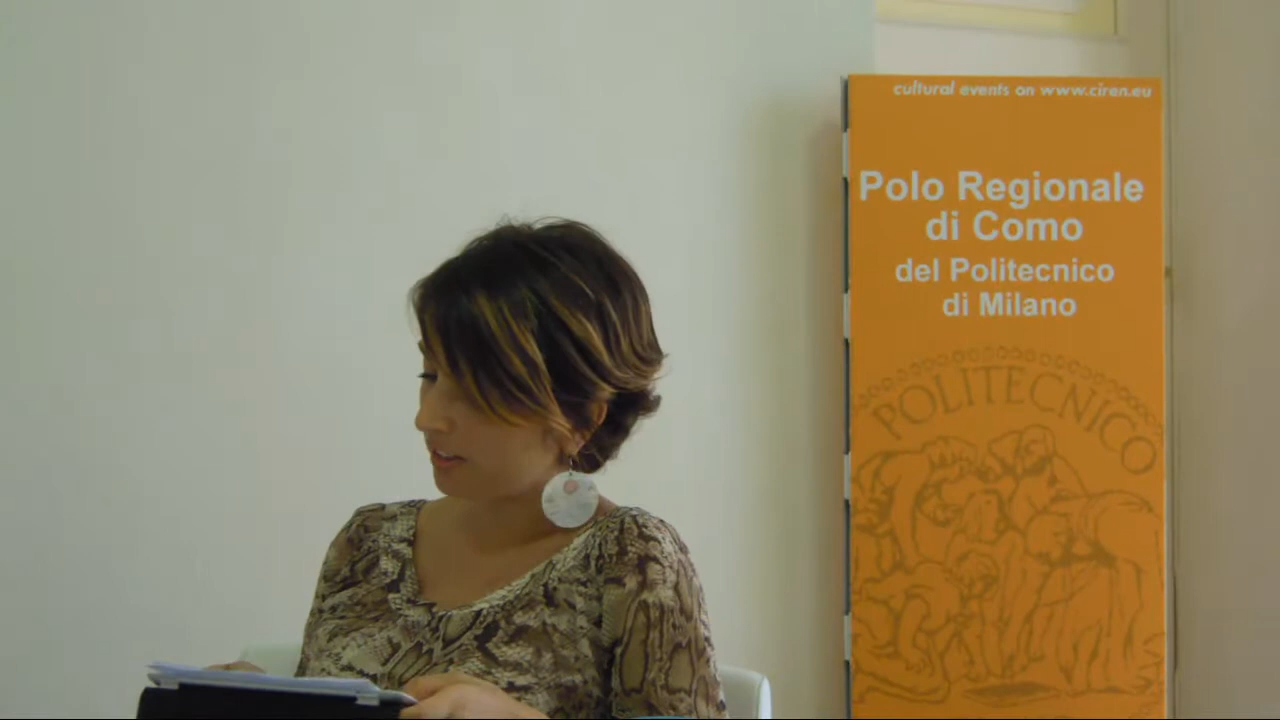 cultural events on www.ciren.eu
Polo Regionale
di Como
del Politecnico
di Milano
POLITECNICO